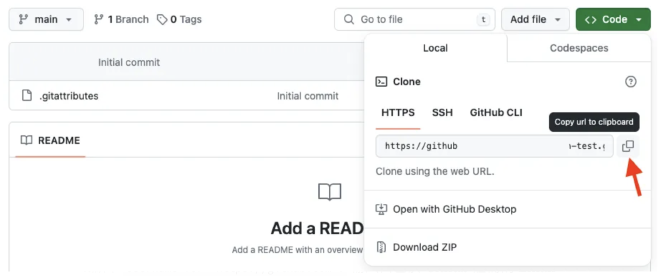 main 1 Branch 0 Tags Go to file t Add file Code
Local Codespaces
Initial commit
Clone
.gitattributes Initial commit
HTTPS SSH GitHub CLI
Copy url to clipboard
README
https://github -test.g
Clone using the web URL.
Open with GitHub Desktop
Add a READ
Add a README with an overview
Download ZIP